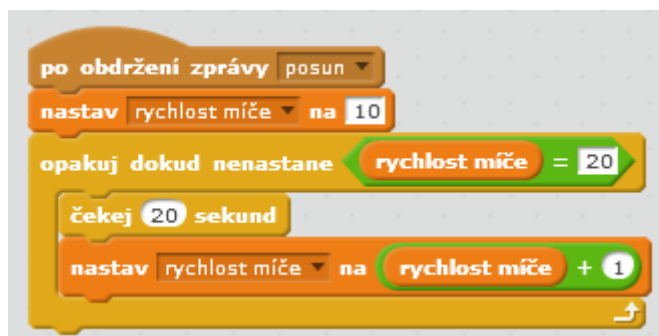 po obdržení zprávy posun
nastav rychlost míče na 10
opakuj dokud nenastane rychlost míče = 20
čekej 20 sekund
nastav rychlost míče na rychlost míče + 1